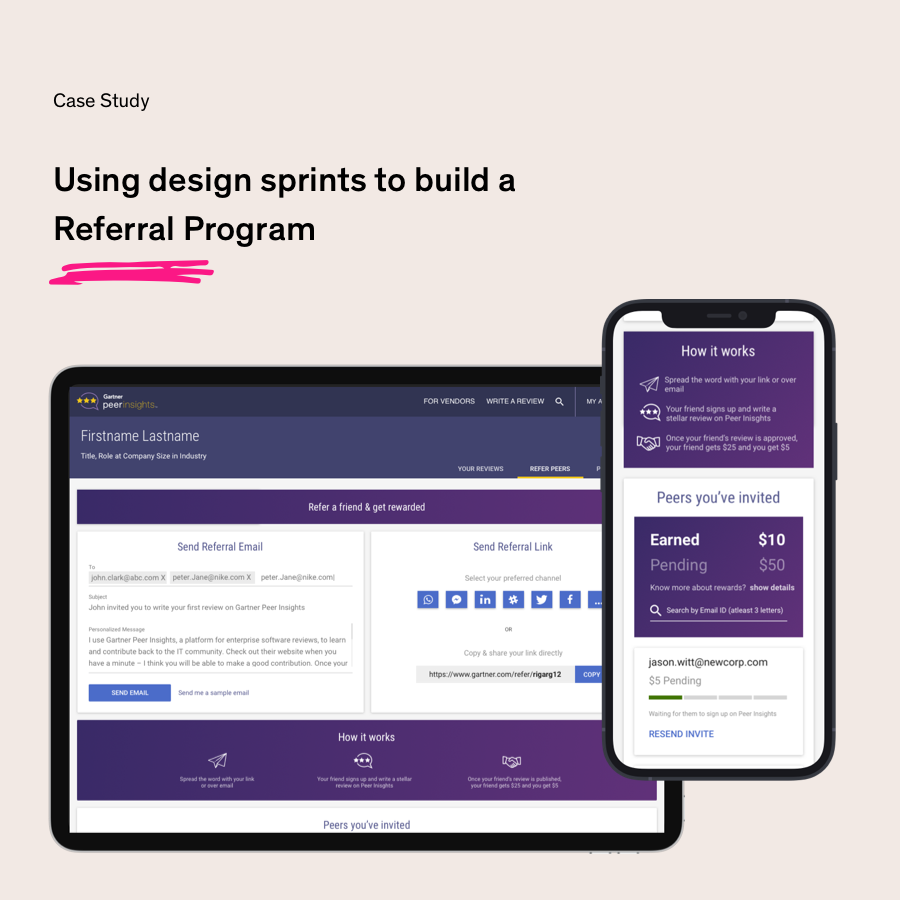 Case Study
Using design sprints to build a
Referral Program
Gartner
peerinsights.
FOR VENDORS
WRITE A REVIEW
MY A
Firstname Lastname
Title, Role at Company Size in Industry
YOUR REVIEWS
REFER PEERS
P
Refer a friend & get rewarded
Send Referral Email
To
john.clark@abc.com X
peter.Jane@nike.com X
peter.Jane@nike.com|
Subject
John invited you to write your first review on Gartner Peer Insights
Personalized Message
I use Gartner Peer Insights, a platform for enterprise software reviews, to learn
and contribute back to the IT community. Check out their website when you
have a minute – I think you will be able to make a good contribution. Once your
SEND EMAIL
Send me a sample email
Send Referral Link
Select your preferred channel
in
f
...
OR
Copy & share your link directly
https://www.gartner.com/refer/rigarg12
COPY
How it works
Spread the word with your link
or over email
Your friend signs up and write a stellar
review on Peer Inisghts
Once your friend's review is published,
your friend gets $25 and you get $5
Peers you've invited
How it works
Spread the word with your link or over
email
Your friend signs up and write a
stellar review on Peer Inisghts
Once your friend's review is approved,
your friend gets $25 and you get $5
Peers you've invited
Earned
$10
Pending
$50
Know more about rewards? show details
Search by Email ID (atleast 3 letters)
jason.witt@newcorp.com
$5 Pending
Waiting for them to sign up on Peer Insights
RESEND INVITE